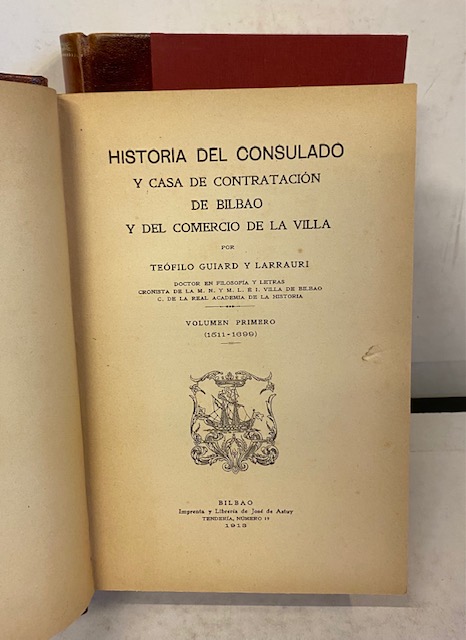 HISTORIA DEL CONSULADO
Y CASA DE CONTRATACIÓN
DE BILBAO
Y DEL COMERCIO DE LA VILLA
POR
TEÓFILO GUIARD Y LARRAURI
DOCTOR EN FILOSOFÍA Y LETRAS
CRONISTA DE LA M. N. Y M. L. É I. VILLA DE BILBAO
C. DE LA REAL ACADEMIA DE LA HISTORIA
VOLUMEN PRIMERO
(1511-1699)
BILBAO
Imprenta y Librería de José de Astuy
TENDERÍA, NÚMERO
1913